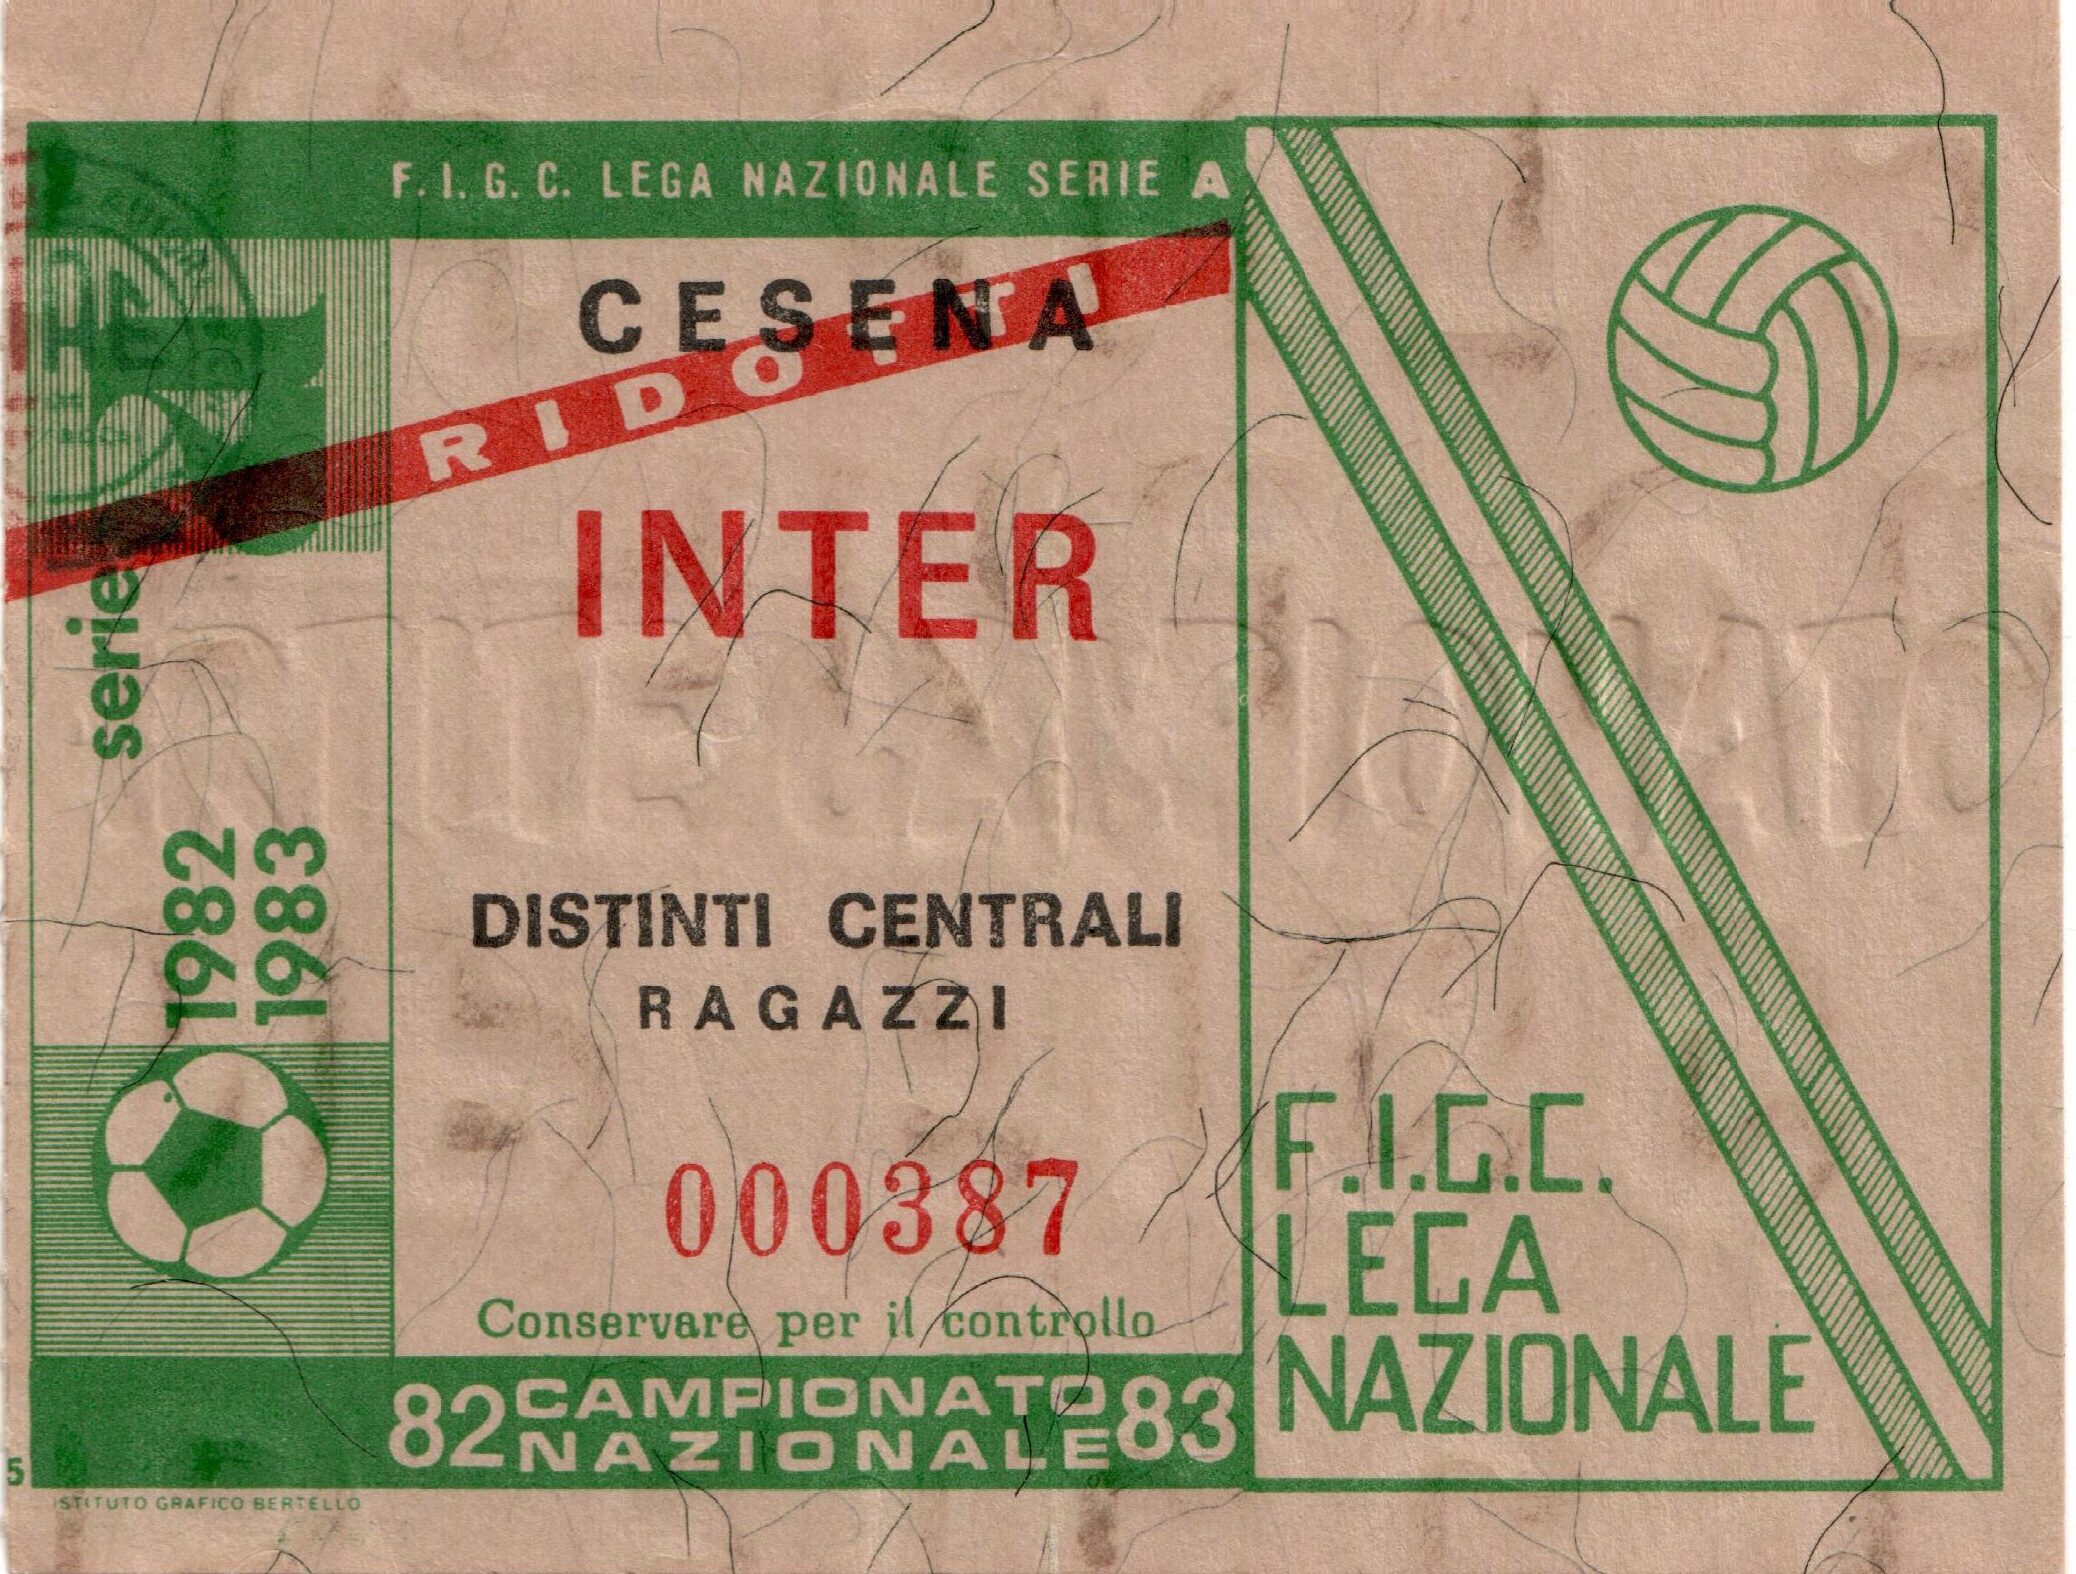 F. I. G. C. LEGA NAZIONALE SERIE A
CESENA
RIDOTTI
INTER
DISTINTI CENTRALI
RAGAZZI
000387
Conservare per il controllo
82 CAMPIONATO NAZIONALE 83
serie A
1982
1983
F.I.G.C.
LEGA
NAZIONALE
5
ISTITUTO GRAFICO BERTELLO